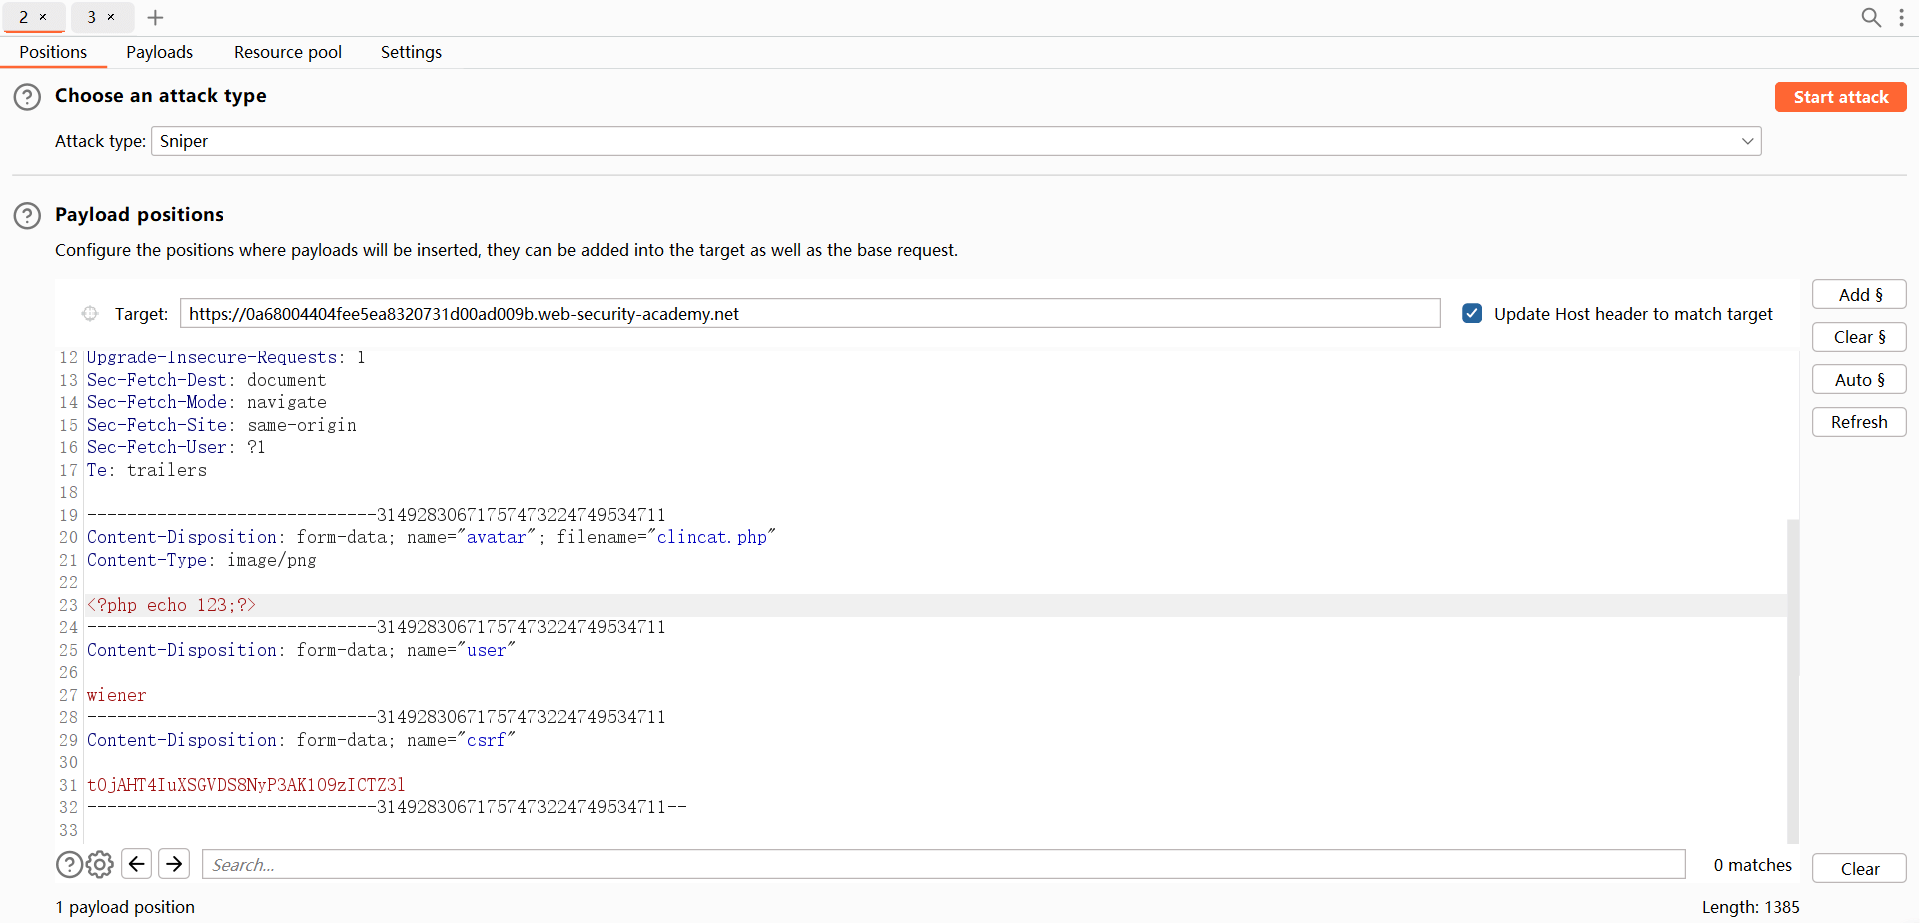 2 × 3 × +
Positions Payloads Resource pool Settings
Choose an attack type
Start attack
Attack type: Sniper
Payload positions
Configure the positions where payloads will be inserted, they can be added into the target as well as the base request.
Target: https://0a68004404fee5ea8320731d00ad009b.web-security-academy.net
Update Host header to match target
Add §
Clear §
Auto §
Refresh
12 Upgrade-Insecure-Requests: 1
13 Sec-Fetch-Dest: document
14 Sec-Fetch-Mode: navigate
15 Sec-Fetch-Site: same-origin
16 Sec-Fetch-User: ?1
17 Te: trailers
18
19 -----------------------------31492830671757473224749534711
20 Content-Disposition: form-data; name="avatar"; filename="clincat.php"
21 Content-Type: image/png
22
23 <?php echo 123;?>
24 -----------------------------31492830671757473224749534711
25 Content-Disposition: form-data; name="user"
26
27 wiener
28 -----------------------------31492830671757473224749534711
29 Content-Disposition: form-data; name="csrf"
30
31 tOjAHT4IuXSGVDS8NyP3AK1O9zICTZ3l
32 -----------------------------31492830671757473224749534711--
33
Search...
0 matches
Clear
1 payload position
Length: 1385